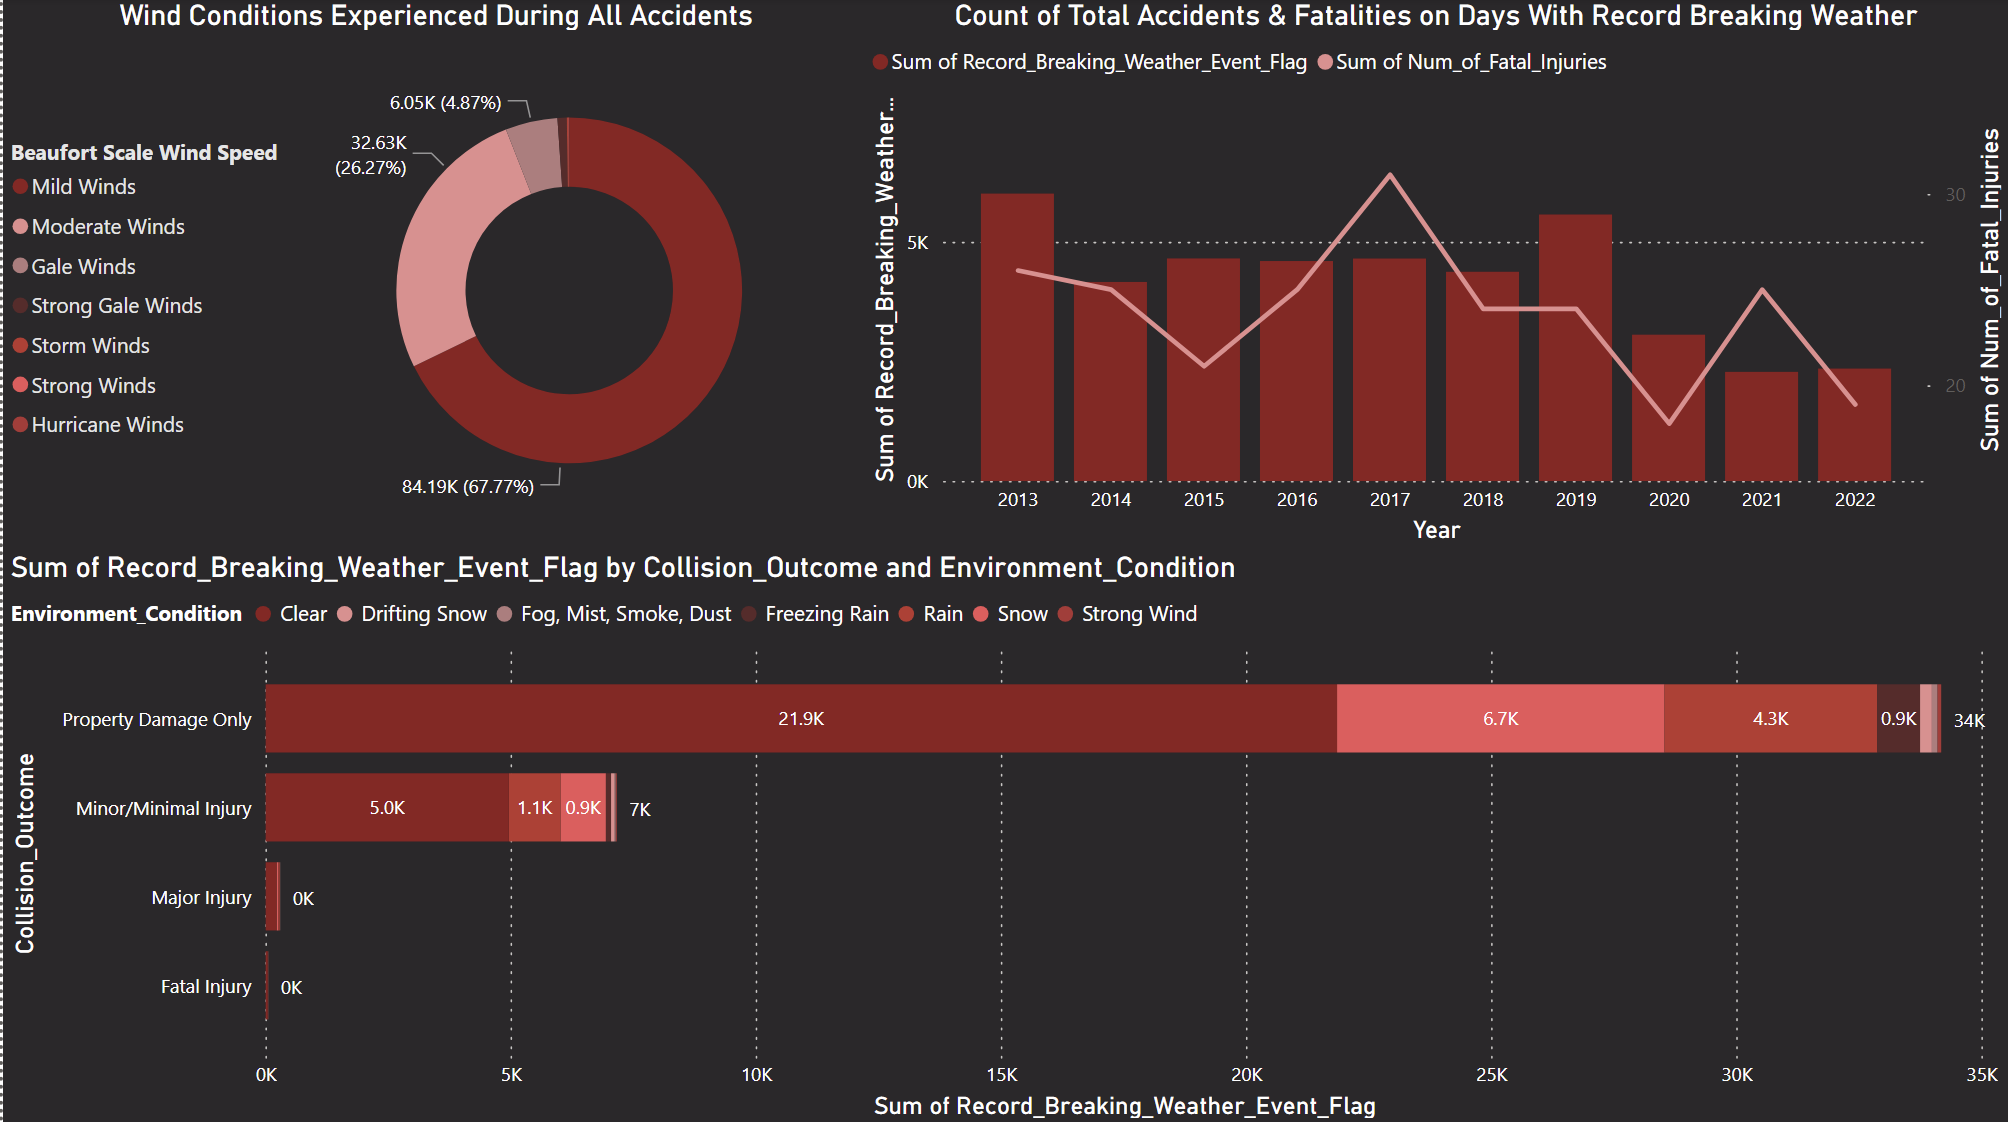 Wind Conditions Experienced During All Accidents
Beaufort Scale Wind Speed
Mild Winds
Moderate Winds
Gale Winds
Strong Gale Winds
Storm Winds
Strong Winds
Hurricane Winds
6.05K (4.87%)
32.63K
(26.27%)
84.19K (67.77%)
Count of Total Accidents & Fatalities on Days With Record Breaking Weather
Sum of Record_Breaking_Weather_Event_Flag Sum of Num_of_Fatal_Injuries
Sum of Record_Breaking_Weather...
5K
0K
30
20
Sum of Num_of_Fatal_Injuries
2013 2014 2015 2016 2017 2018 2019 2020 2021 2022
Year
Sum of Record_Breaking_Weather_Event_Flag by Collision_Outcome and Environment_Condition
Environment_Condition Clear Drifting Snow Fog, Mist, Smoke, Dust Freezing Rain Rain Snow Strong Wind
Collision_Outcome
Property Damage Only 21.9K 6.7K 4.3K 0.9K 34K
Minor/Minimal Injury 5.0K 1.1K 0.9K 7K
Major Injury 0K
Fatal Injury 0K
0K 5K 10K 15K 20K 25K 30K 35K
Sum of Record_Breaking_Weather_Event_Flag